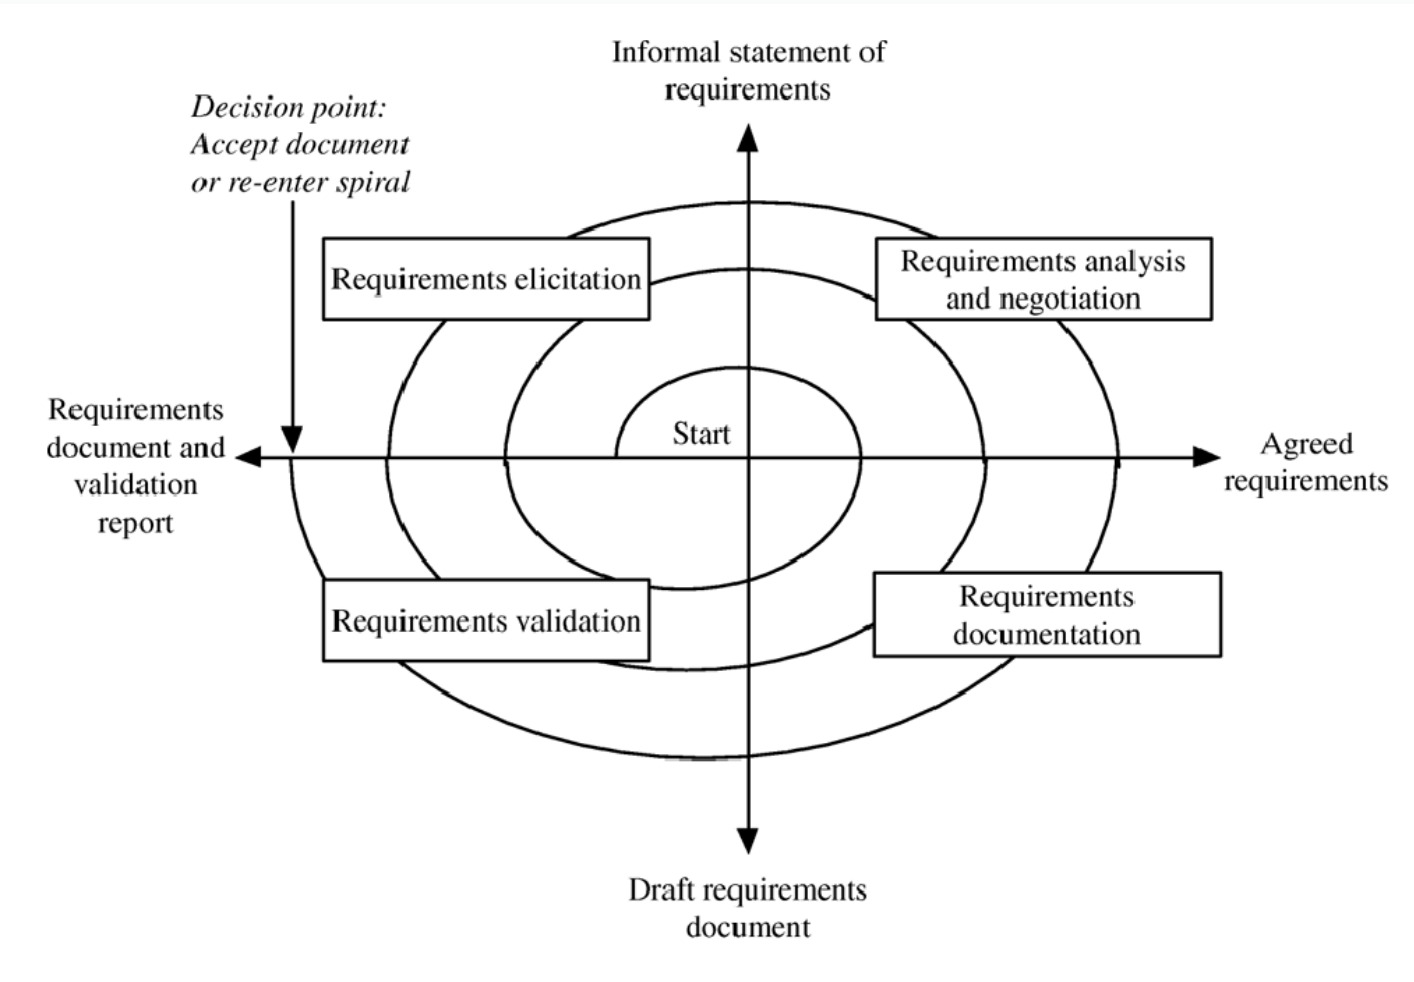 Informal statement of
requirements
Decision point:
Accept document
or re-enter spiral
Requirements elicitation
Requirements analysis
and negotiation
Start
Requirements
document and
validation
report
Agreed
requirements
Requirements validation
Requirements
documentation
Draft requirements
document